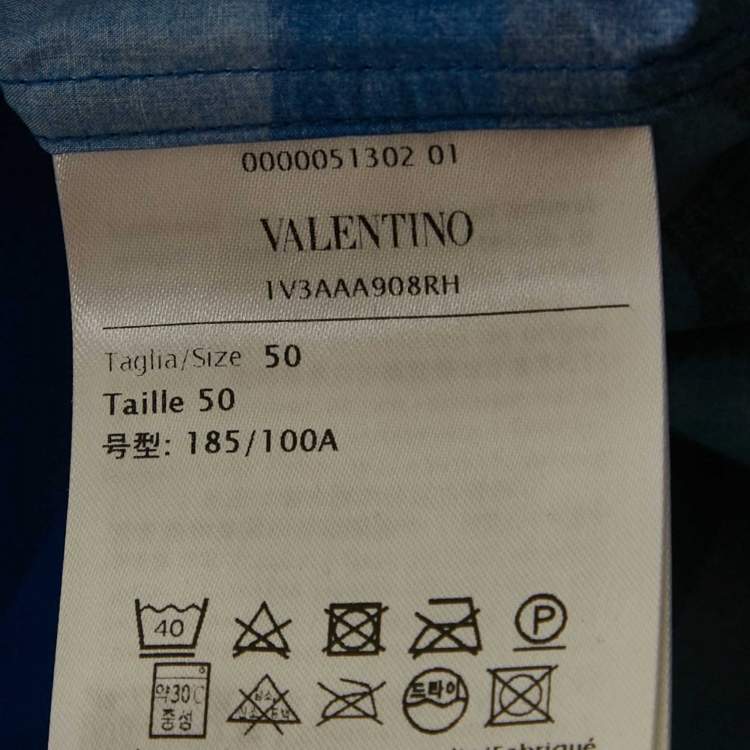 0000051302 01
VALENTINO
1V3AAA908RH
Taglia/Size 50
Taille 50
号型: 185/100A
40 P
약30℃ 중성 드라이